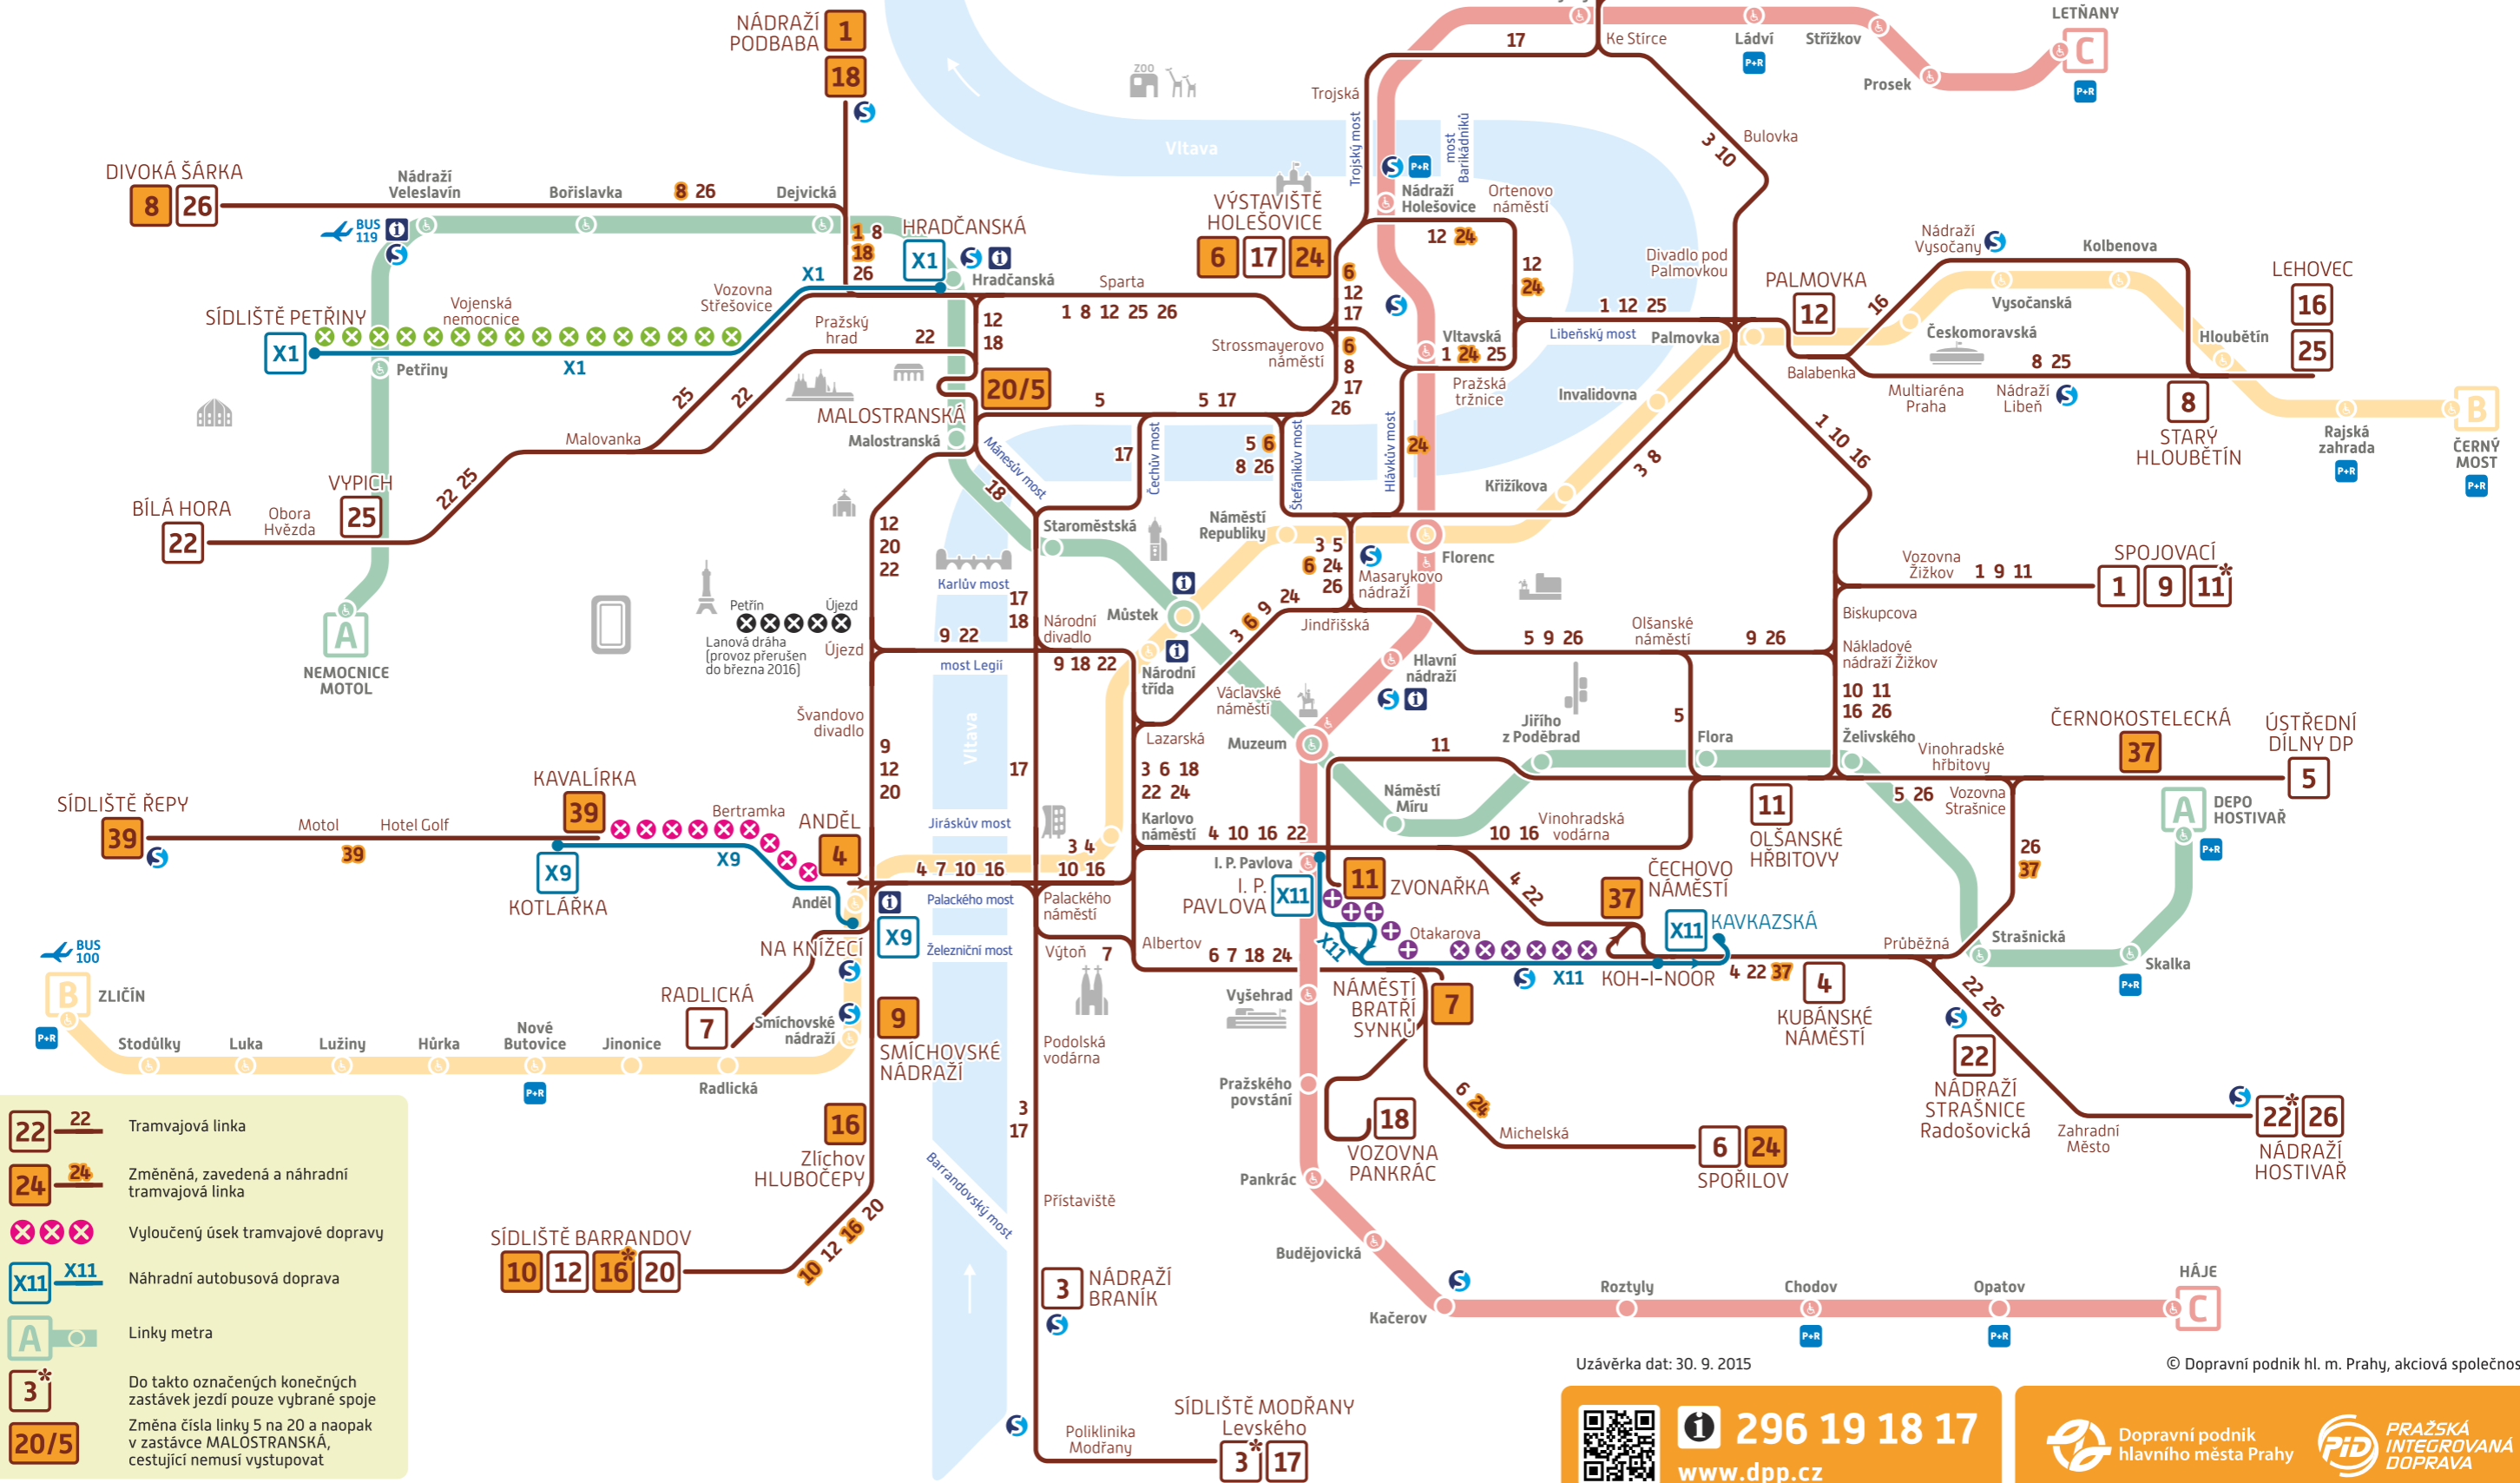 NÁDRAŽÍ
PODBABA
1
18
DIVOKÁ ŠÁRKA
8 26
Nádraží
Veleslavín
Bořislavka
8 26
Dejvická
BUS
119
1 8
18
26
HRADČANSKÁ
X1
Hradčanská
X1
SÍDLIŠTĚ PETŘINY
X1
Vojenská
nemocnice
Vozovna
Střešovice
X1
Petřiny
Pražský
hrad
22
12
18
Sparta
1 8 12 25 26
25
22
Malovanka
20/5
MALOSTRANSKÁ
Malostranská
5
5 17
VYPICH
25
22 25
BÍLÁ HORA
22
Obora
Hvězda
A
NEMOCNICE
MOTOL
ZOO
Vltava
17
Ke Stírce
Ládví
P+R
Střížkov
Prosek
LETŇANY
C
P+R
Trojská
Trojský most
most
Barikádníků
P+R
Bulovka
3 10
VÝSTAVIŠTĚ
HOLEŠOVICE
6 17 24
Nádraží
Holešovice
Ortenovo
náměstí
12 24
12
24
6
12
17
Strossmayerovo
náměstí
6
8
17
26
Vltavská
1 24 25
Pražská
tržnice
1 12 25
Libeňský most
Divadlo pod
Palmovkou
Palmovka
PALMOVKA
12
16
Nádraží
Vysočany
Kolbenova
Vysočanská
Českomoravská
Hloubětín
LEHOVEC
16
25
Balabenka
8 25
Multiaréna
Praha
Nádraží
Libeň
8
STARÝ
HLOUBĚTÍN
Rajská
zahrada
P+R
B
ČERNÝ
MOST
P+R
Invalidovna
Křižíkova
3 8
1 10 16
Mánesův most
18
17
Čechův most
5 6
8 26
Štefánikův most
Hlávkův most
24
12
20
22
Staroměstská
Karlův most
17
18
Náměstí
Republiky
3 5
6 24
26
Masarykovo
nádraží
Florenc
Petřín
Újezd
Lanová dráha
(provoz přerušen
do března 2016)
Újezd
9 22
most Legií
Národní
divadlo
9 18 22
Můstek
Národní
třída
3 6 9
24
Jindřišská
Hlavní
nádraží
Václavské
náměstí
Muzeum
5 9 26
Olšanské
náměstí
9 26
Vozovna
Žižkov
1 9 11
SPOJOVACÍ
1 9 11*
Biskupcova
Nákladové
nádraží Žižkov
10 11
16 26
Švandovo
divadlo
9
12
20
Vltava
17
Lazarská
3 6 18
22 24
11
Jiřího
z Poděbrad
5
Flora
Želivského
Vinohradské
hřbitovy
ČERNOKOSTELECKÁ
37
ÚSTŘEDNÍ
DÍLNY DP
5
5 26
Vozovna
Strašnice
11
OLŠANSKÉ
HŘBITOVY
A
DEPO
HOSTIVAŘ
P+R
SÍDLIŠTĚ ŘEPY
39
Motol
Hotel Golf
39
KAVALÍRKA
39
Bertramka
ANDĚL
4
X9
X9
KOTLÁŘKA
Anděl
Jiráskův most
4 7 10 16
3 4
10 16
Karlovo
náměstí
4 10 16 22
Náměstí
Míru
10 16
Vinohradská
vodárna
Palackého most
Palackého
náměstí
I. P. Pavlova
I. P.
PAVLOVA
X11
11
ZVONAŘKA
4 22
37
ČECHOVO
NÁMĚSTÍ
26
37
X11
KAVKAZSKÁ
Otakarova
X11
X11
KOH-I-NOOR
4 22 37
Průběžná
Strašnická
Skalka
P+R
NA KNÍŽECÍ
X9
Železniční most
Výtoň
7
Albertov
6 7 18 24
BUS
100
B
ZLIČÍN
P+R
Stodůlky
Luka
Lužiny
Hůrka
Nové
Butovice
P+R
Jinonice
RADLICKÁ
7
Radlická
Smíchovské
nádraží
9
SMÍCHOVSKÉ
NÁDRAŽÍ
Podolská
vodárna
Vyšehrad
NÁMĚSTÍ
BRATŘÍ
SYNKŮ
7
4
KUBÁNSKÉ
NÁMĚSTÍ
22 26
22
NÁDRAŽÍ
STRAŠNICE
Radošovická
Pražského
povstání
18
VOZOVNA
PANKRÁC
6 24
Michelská
6 24
SPOŘILOV
Zahradní
Město
22* 26
NÁDRAŽÍ
HOSTIVAŘ
16
Zlíchov
HLUBOČEPY
3
17
Barrandovský most
Přístaviště
Pankrác
Budějovická
Kačerov
Roztyly
Chodov
P+R
Opatov
P+R
HÁJE
C
SÍDLIŠTĚ BARRANDOV
10 12 16* 20
10 12 16 20
3
NÁDRAŽÍ
BRANÍK
SÍDLIŠTĚ MODŘANY
Levského
Poliklinika
Modřany
3* 17
22 22
Tramvajová linka
24 24
Změněná, zavedená a náhradní
tramvajová linka
Vyloučený úsek tramvajové dopravy
X11 X11
Náhradní autobusová doprava
A
Linky metra
3*
Do takto označených konečných
zastávek jezdí pouze vybrané spoje
20/5
Změna čísla linky 5 na 20 a naopak
v zastávce MALOSTRANSKÁ,
cestující nemusí vystupovat
Uzávěrka dat: 30. 9. 2015
© Dopravní podnik hl. m. Prahy, akciová společnos
296 19 18 17
www.dpp.cz
Dopravní podnik
hlavního města Prahy
PID
PRAŽSKÁ
INTEGROVANÁ
DOPRAVA